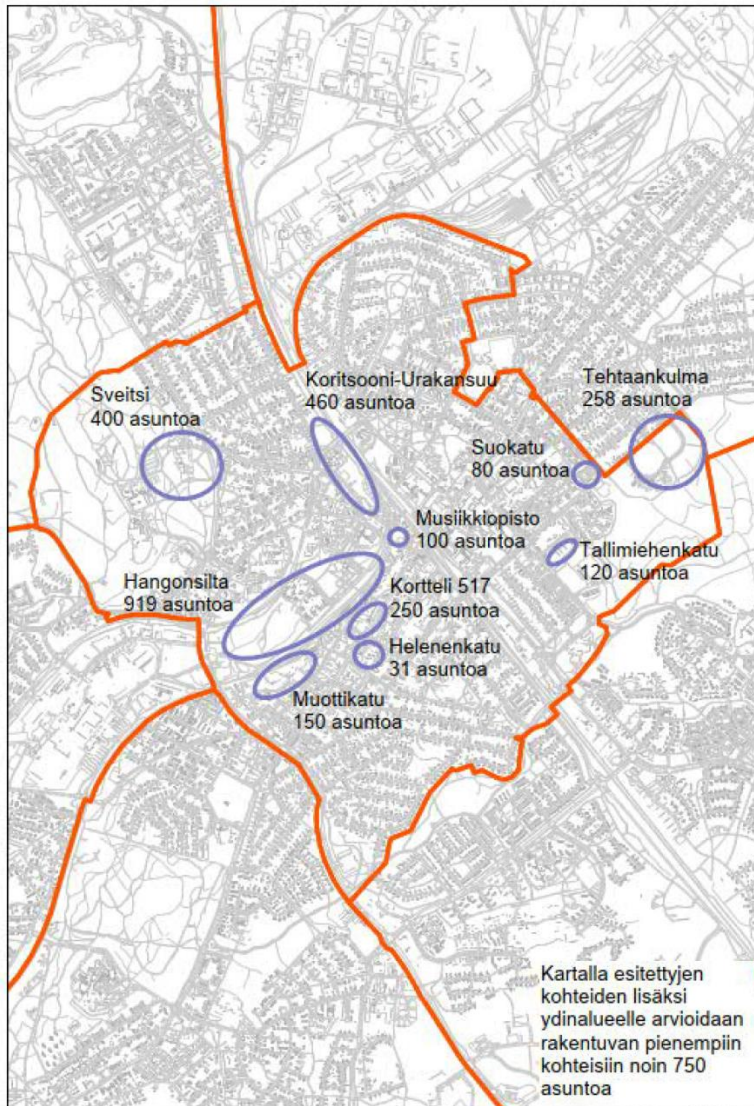 Koritsooni-Urakansuu
460 asuntoa
Tehtaankulma
258 asuntoa
Sveitsi
400 asuntoa
Suokatu
80 asuntoa
Musiikkiopisto
100 asuntoa
Tallimiehenkatu
120 asuntoa
Hangonsilta
919 asuntoa
Kortteli 517
250 asuntoa
Helenenkatu
31 asuntoa
Muottikatu
150 asuntoa
Kartalla esitettyjen
kohteiden lisäksi
ydinalueelle arvioidaan
rakentuvan pienempiin
kohteisiin noin 750
asuntoa